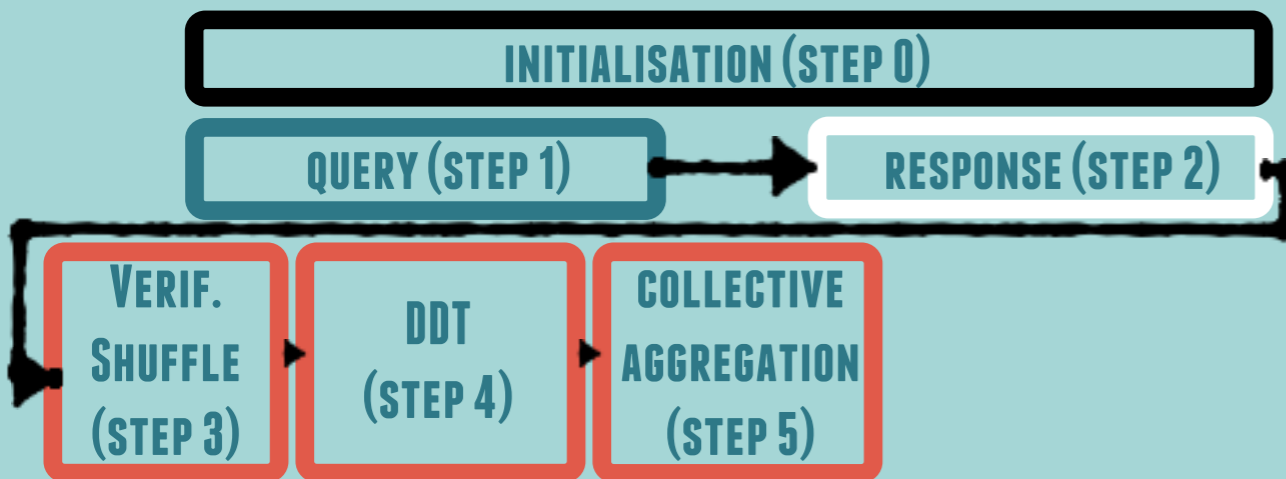 INITIALISATION (STEP 0)
QUERY (STEP 1)
RESPONSE (STEP 2)
VERIF.
SHUFFLE
(STEP 3)
DDT
(STEP 4)
COLLECTIVE
AGGREGATION
(STEP 5)